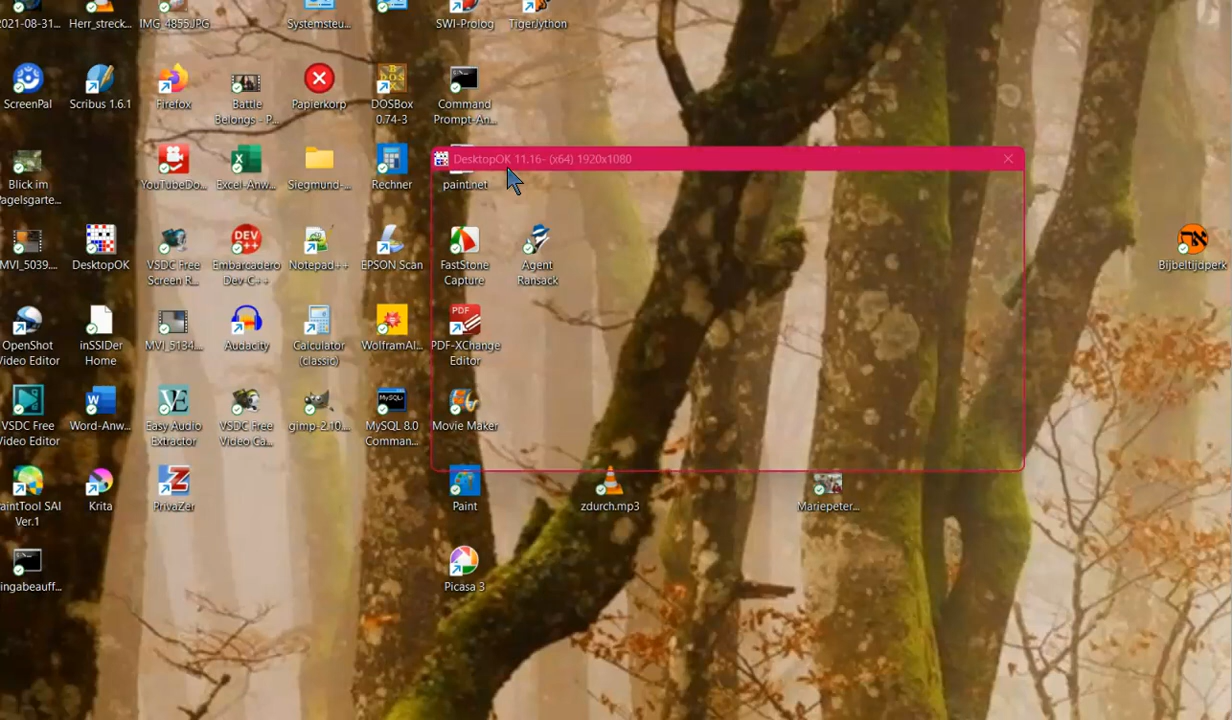 2021-08-31...
Herr_streck...
IMG_4855.JPG
Systemsteu...
SWI-Prolog
TigerJython
ScreenPal
Scribus 1.6.1
Firefox
Battle
Belongs - P...
Papierkorb
DOSBox
0.74-3
Command
Prompt-An...
Blick im
Pagelsgarte...
YouTubeDo...
Excel-Anw...
Siegmund-...
Rechner
paint.net
DesktopOK 11.16- (x64) 1920x1080
MVI_5039....
DesktopOK
VSDC Free
Screen R...
Embarcadero
Dev-C++
Notepad++
EPSON Scan
FastStone
Capture
Agent
Ransack
Bijbeltijdperk
OpenShot
Video Editor
inSSIDer
Home
MVI_5134....
Audacity
Calculator
(classic)
WolframAl...
PDF-XChange
Editor
VSDC Free
Video Editor
Word-Anw...
Easy Audio
Extractor
VSDC Free
Video Ca...
gimp-2.10...
MySQL 8.0
Comman...
Movie Maker
PaintTool SAI
Ver.1
Krita
PrivaZer
Paint
zdurch.mp3
Mariepeter...
ingabeauff...
Picasa 3